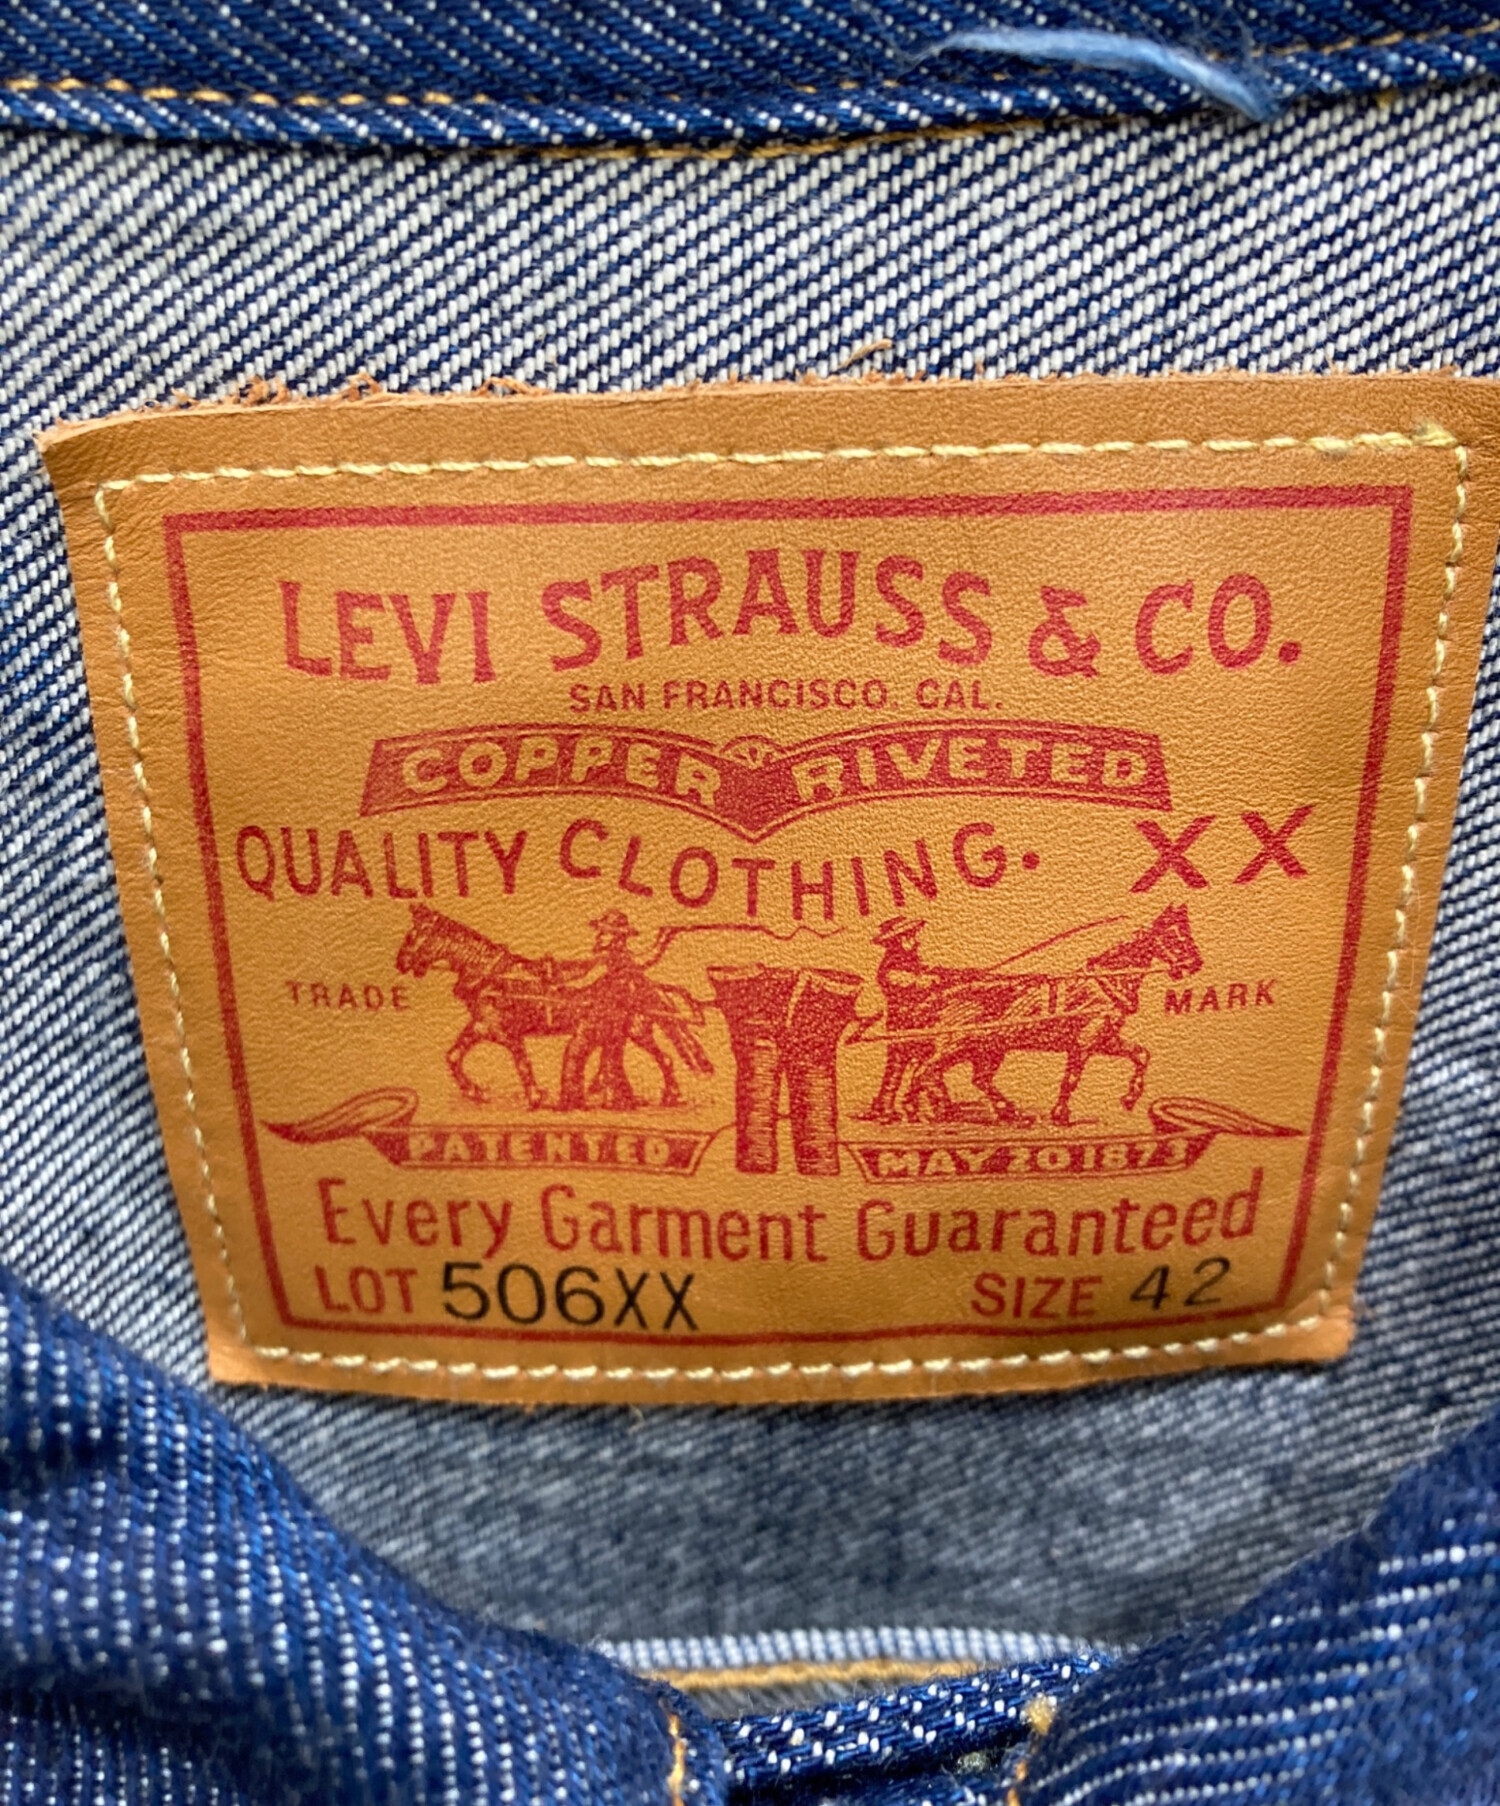 LEVI STRAUSS & CO.
SAN FRANCISCO. CAL.
COPPER RIVETED
QUALITY CLOTHING. XX
TRADE MARK
PATENTED MAY 20 1873
Every Garment Guaranteed
LOT 506XX SIZE 42